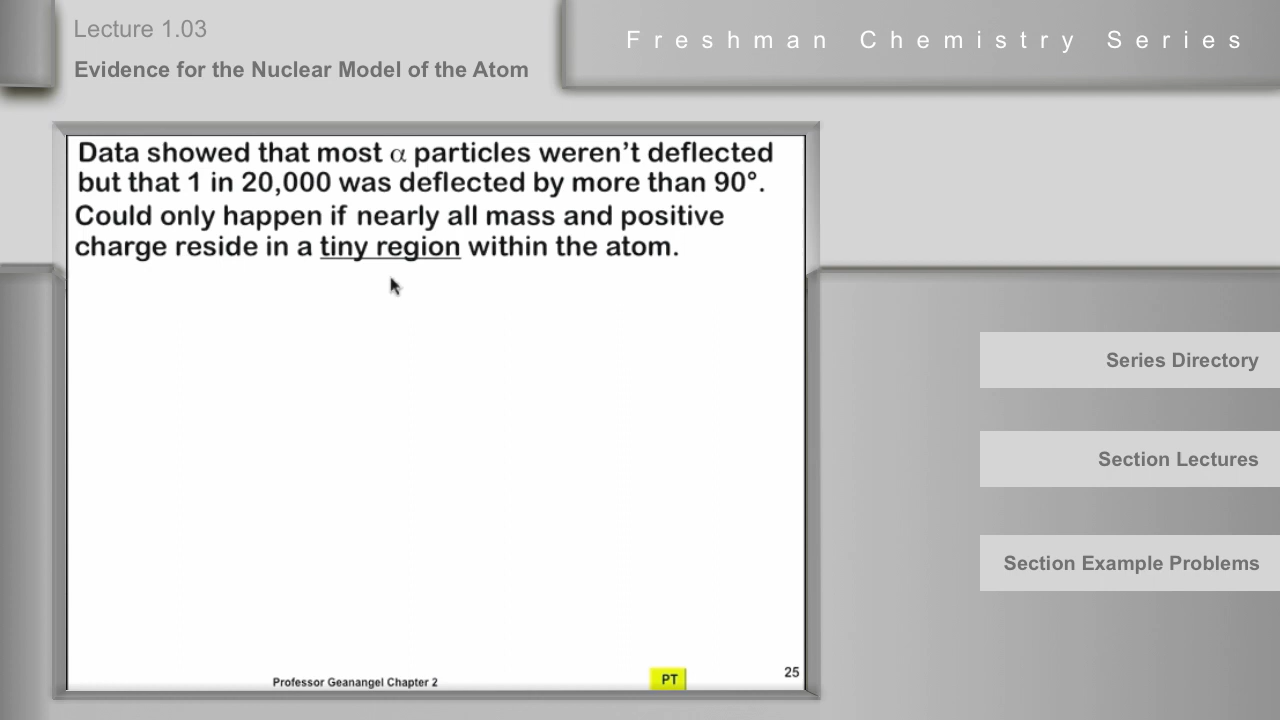 Lecture 1.03
Evidence for the Nuclear Model of the Atom
Freshman Chemistry Series
Data showed that most α particles weren’t deflected
but that 1 in 20,000 was deflected by more than 90°.
Could only happen if nearly all mass and positive
charge reside in a tiny region within the atom.
Series Directory
Section Lectures
Section Example Problems
Professor Geanangel Chapter 2
PT
25